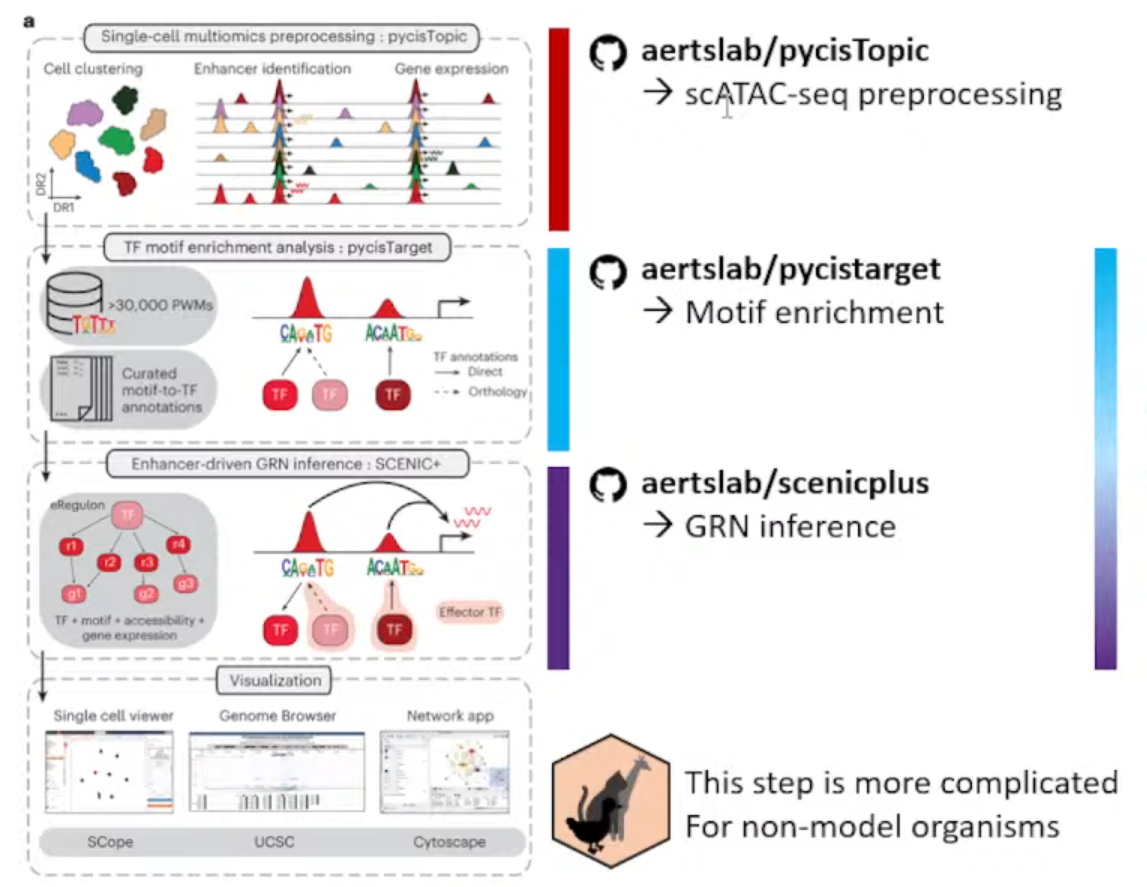 a
Single-cell multiomics preprocessing : pycisTopic
Cell clustering
Enhancer identification
Gene expression
DR2
DR1
TF motif enrichment analysis : pycisTarget
>30,000 PWMs
Curated
motif-to-TF
annotations
CAGATG
ACAAT
TF
TF
TF
TF annotations
Direct
Orthology
Enhancer-driven GRN inference : SCENIC+
eRegulon
TF
r1
r2
r3
r4
g1
g2
g3
TF + motif + accessibility +
gene expression
ACAAT
TF
TF
TF
Effector TF
Visualization
Single cell viewer
Genome Browser
Network app
SCope
UCSC
Cytoscape
aertslab/pycisTopic
→ scATAC-seq preprocessing
aertslab/pycistarget
→ Motif enrichment
aertslab/scenicplus
→ GRN inference
This step is more complicated
For non-model organisms